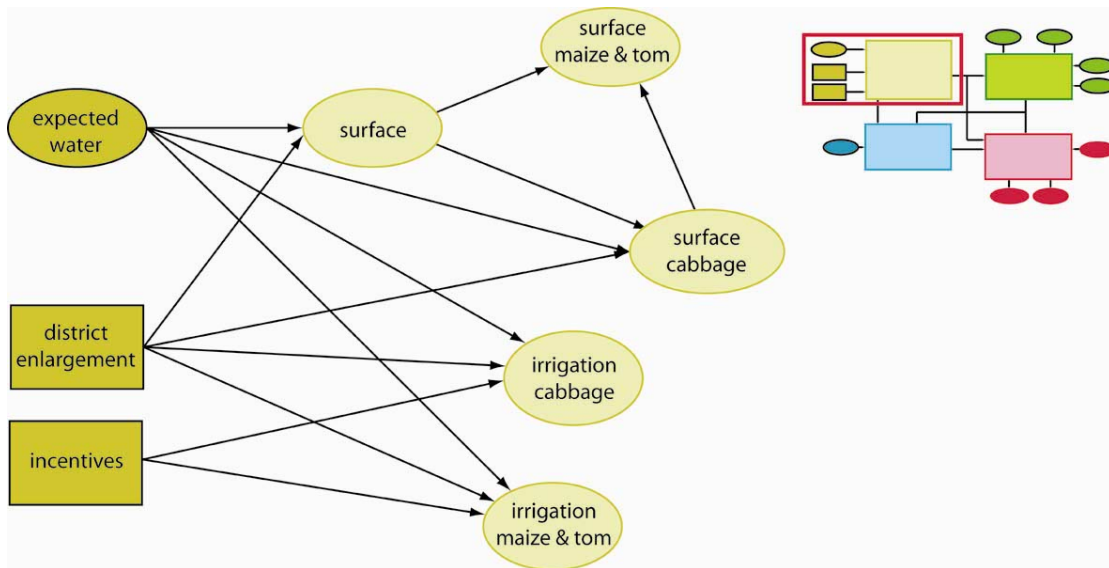 surface
maize & tom
expected
water
surface
surface
cabbage
district
enlargement
irrigation
cabbage
incentives
irrigation
maize & tom